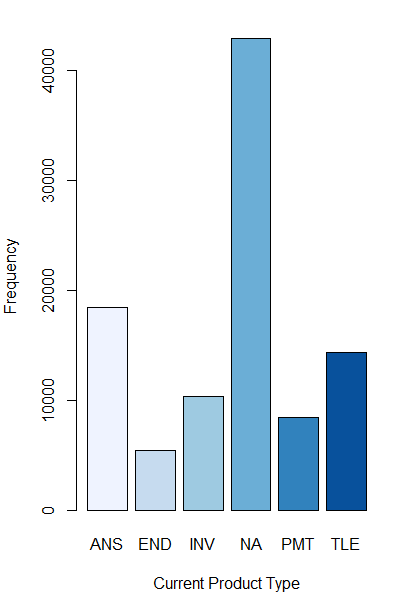 Frequency
40000
30000
20000
10000
0
ANS END INV NA PMT TLE
Current Product Type